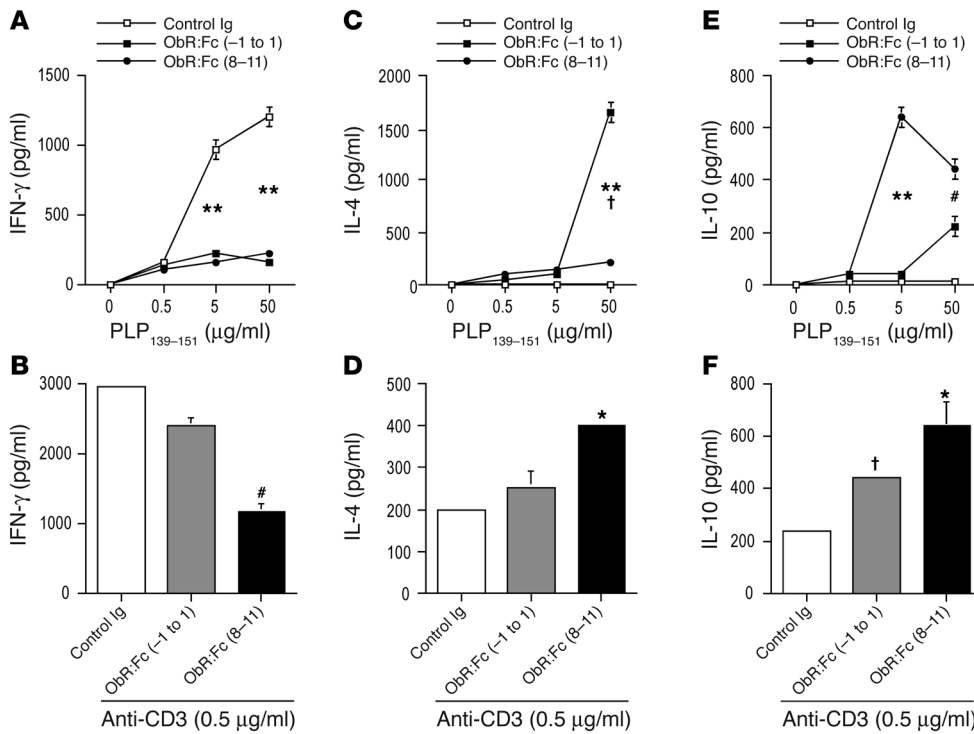 A
Control Ig
ObR:Fc (–1 to 1)
ObR:Fc (8–11)
IFN-γ (pg/ml)
1500
1000
500
0
**
**
0 0.5 5 50
PLP139–151 (μg/ml)
C
Control Ig
ObR:Fc (–1 to 1)
ObR:Fc (8–11)
IL-4 (pg/ml)
2000
1500
1000
500
0
**
†
0 0.5 5 50
PLP139–151 (μg/ml)
E
Control Ig
ObR:Fc (–1 to 1)
ObR:Fc (8–11)
IL-10 (pg/ml)
800
600
400
200
0
**
#
0 0.5 5 50
PLP139–151 (μg/ml)
B
IFN-γ (pg/ml)
3000
2000
1000
0
#
Control Ig
ObR:Fc (–1 to 1)
ObR:Fc (8–11)
Anti-CD3 (0.5 μg/ml)
D
IL-4 (pg/ml)
500
400
300
200
100
0
*
Control Ig
ObR:Fc (–1 to 1)
ObR:Fc (8–11)
Anti-CD3 (0.5 μg/ml)
F
IL-10 (pg/ml)
800
600
400
200
0
†
*
Control Ig
ObR:Fc (–1 to 1)
ObR:Fc (8–11)
Anti-CD3 (0.5 μg/ml)